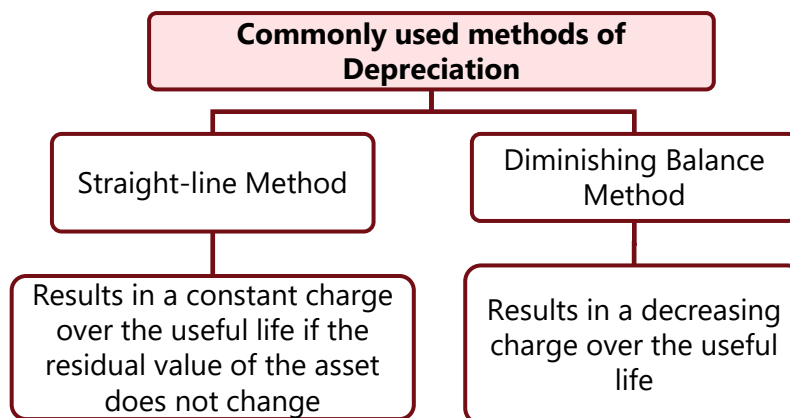 Commonly used methods of
Depreciation
Straight-line Method
Diminishing Balance
Method
Results in a constant charge
over the useful life if the
residual value of the asset
does not change
Results in a decreasing
charge over the useful
life